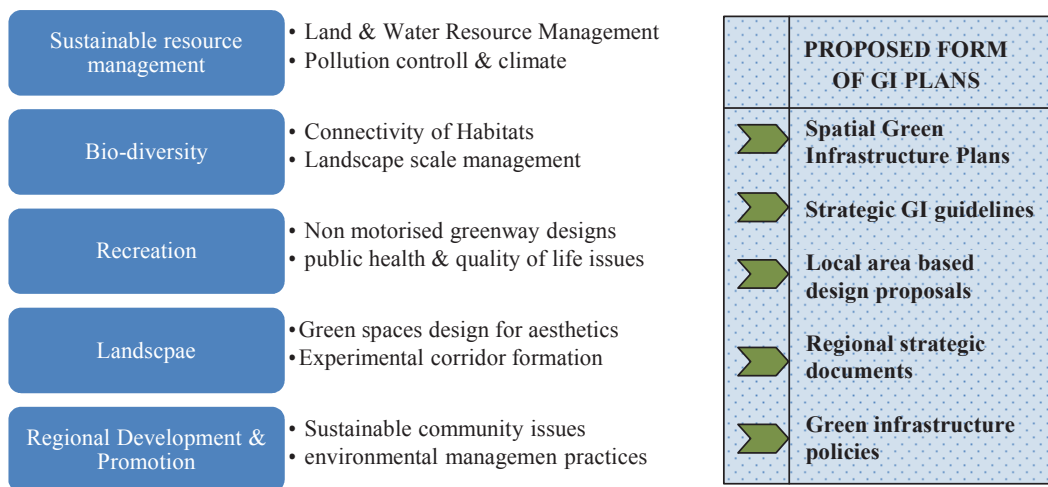 Sustainable resource
management
• Land & Water Resource Management
• Pollution controll & climate
Bio-diversity
• Connectivity of Habitats
• Landscape scale management
Recreation
• Non motorised greenway designs
• public health & quality of life issues
Landscpae
•Green spaces design for aesthetics
•Experimental corridor formation
Regional Development &
Promotion
• Sustainable community issues
• environmental managemen practices
PROPOSED FORM
OF GI PLANS
Spatial Green
Infrastructure Plans
Strategic GI guidelines
Local area based
design proposals
Regional strategic
documents
Green infrastructure
policies